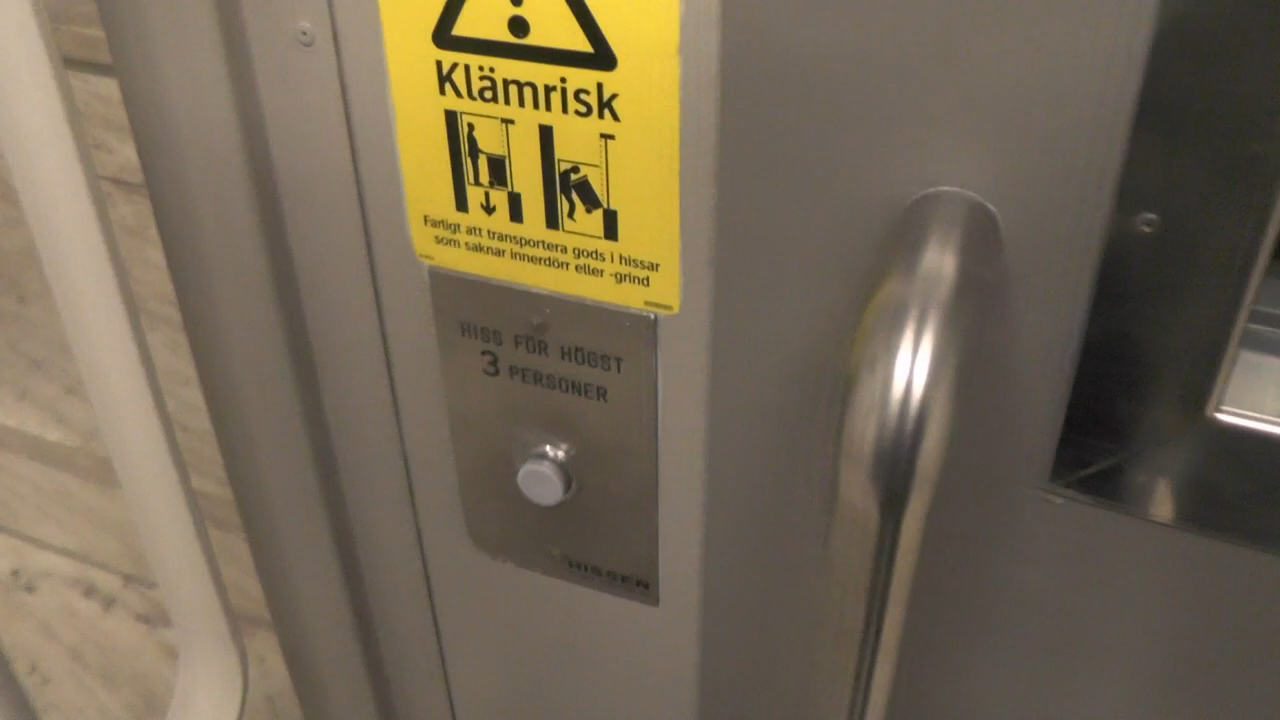 Klämrisk
Farligt att transportera gods i hissar
som saknar innerdörr eller -grind
HISS FÖR HÖGST
3 PERSONER
HISSEN